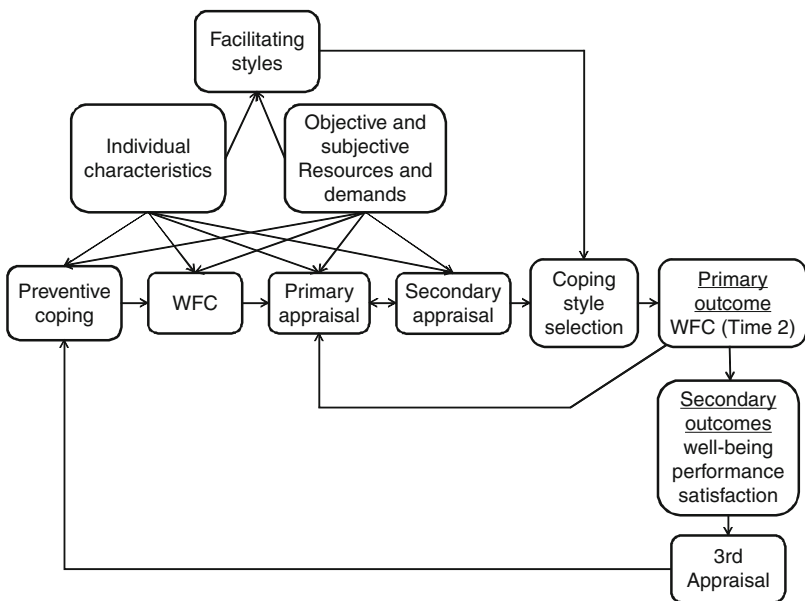 Facilitating
styles
Individual
characteristics
Objective and
subjective
Resources and
demands
Preventive
coping
WFC
Primary
appraisal
Secondary
appraisal
Coping
style
selection
Primary
outcome
WFC (Time 2)
Secondary
outcomes
well-being
performance
satisfaction
3rd
Appraisal